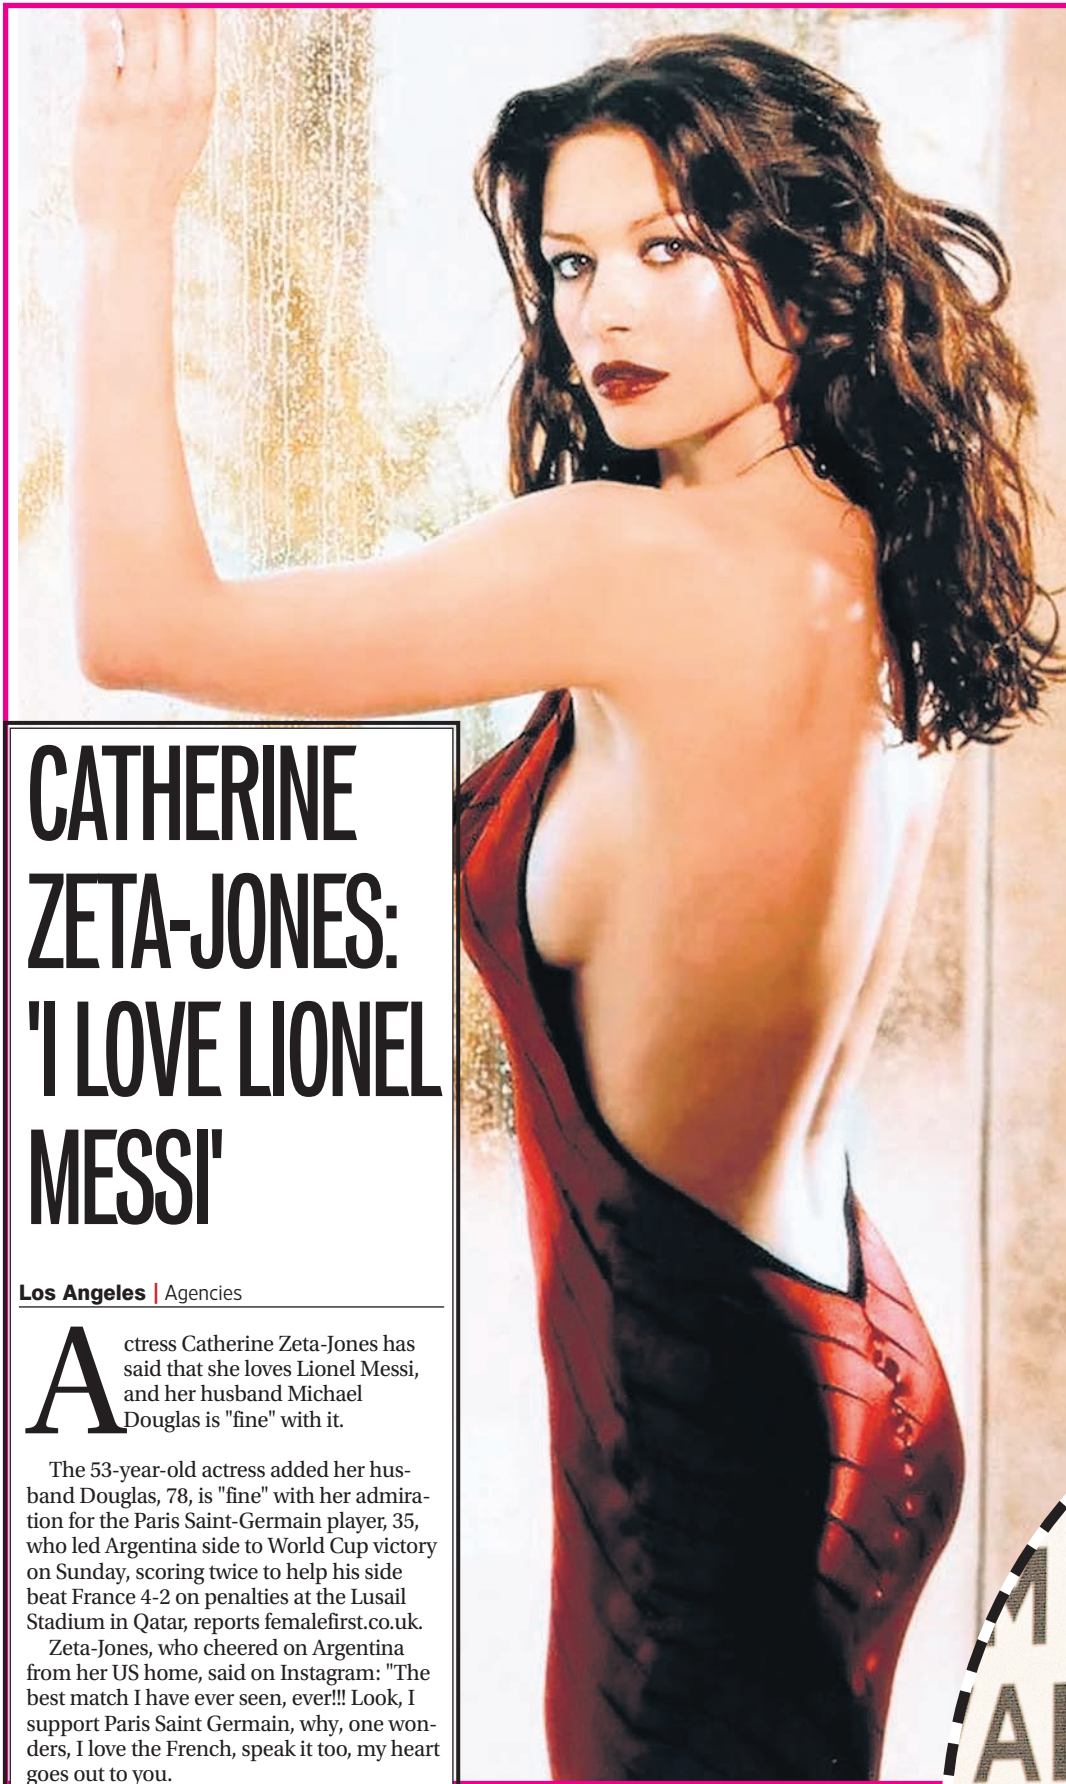 CATHERINE
ZETA-JONES:
'I LOVE LIONEL
MESSI'
Los Angeles | Agencies
Actress Catherine Zeta-Jones has
said that she loves Lionel Messi,
and her husband Michael
Douglas is "fine" with it.
The 53-year-old actress added her hus-
band Douglas, 78, is "fine" with her admira-
tion for the Paris Saint-Germain player, 35,
who led Argentina side to World Cup victory
on Sunday, scoring twice to help his side
beat France 4-2 on penalties at the Lusail
Stadium in Qatar, reports femalefirst.co.uk.
Zeta-Jones, who cheered on Argentina
from her US home, said on Instagram: "The
best match I have ever seen, ever!!! Look, I
support Paris Saint Germain, why, one won-
ders, I love the French, speak it too, my heart
goes out to you.